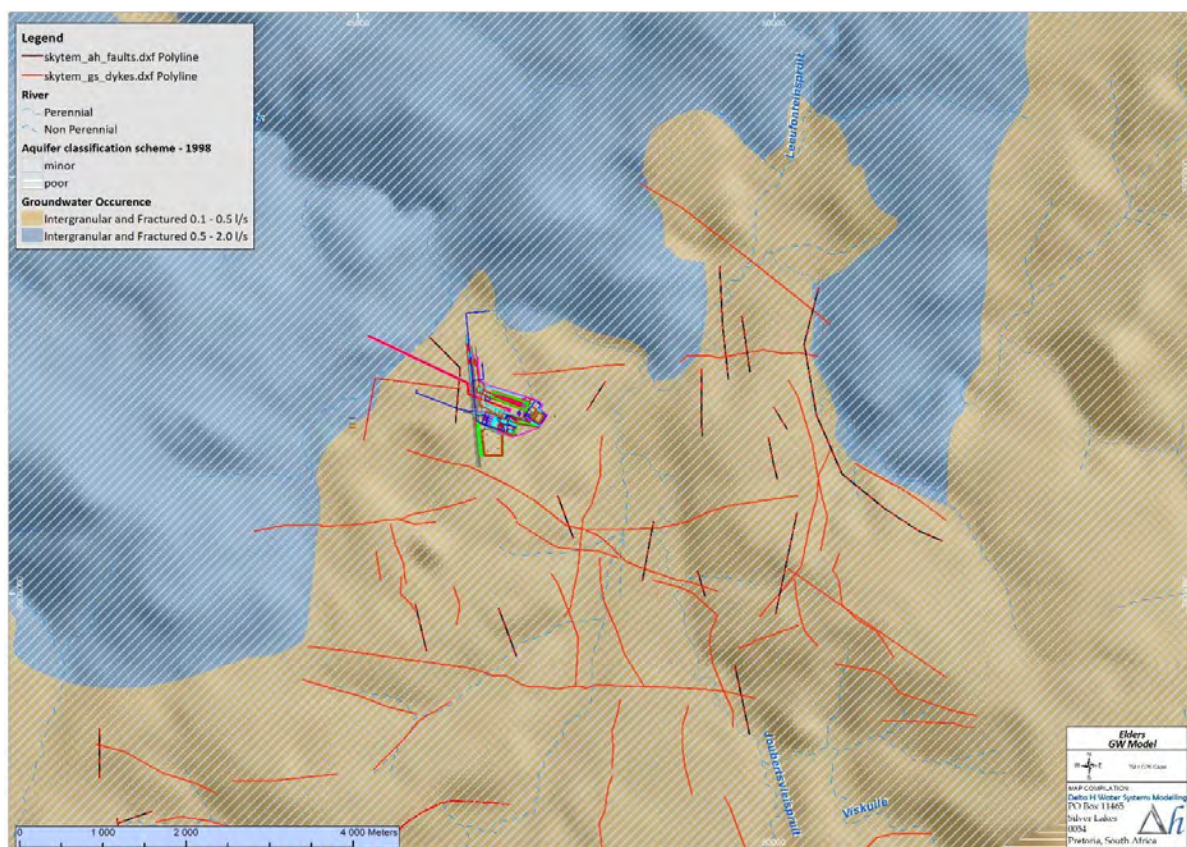 Legend
skytem_ah_faults.dxf Polyline
skytem_gs_dykes.dxf Polyline
River
Perennial
Non Perennial
Aquifer classification scheme - 1998
minor
poor
Groundwater Occurence
Intergranular and Fractured 0.1 - 0.5 l/s
Intergranular and Fractured 0.5 - 2.0 l/s
Leeufonteinspruit
Joubertsvleispruit
Viskuile
0 1 000 2 000 4 000 Meters
Elders
GW Model
N
W E
S
MAP COMPILATION
Delta H Water Systems Modelling
PO Box 11465
Silver Lakes
0054
Pretoria, South Africa
h